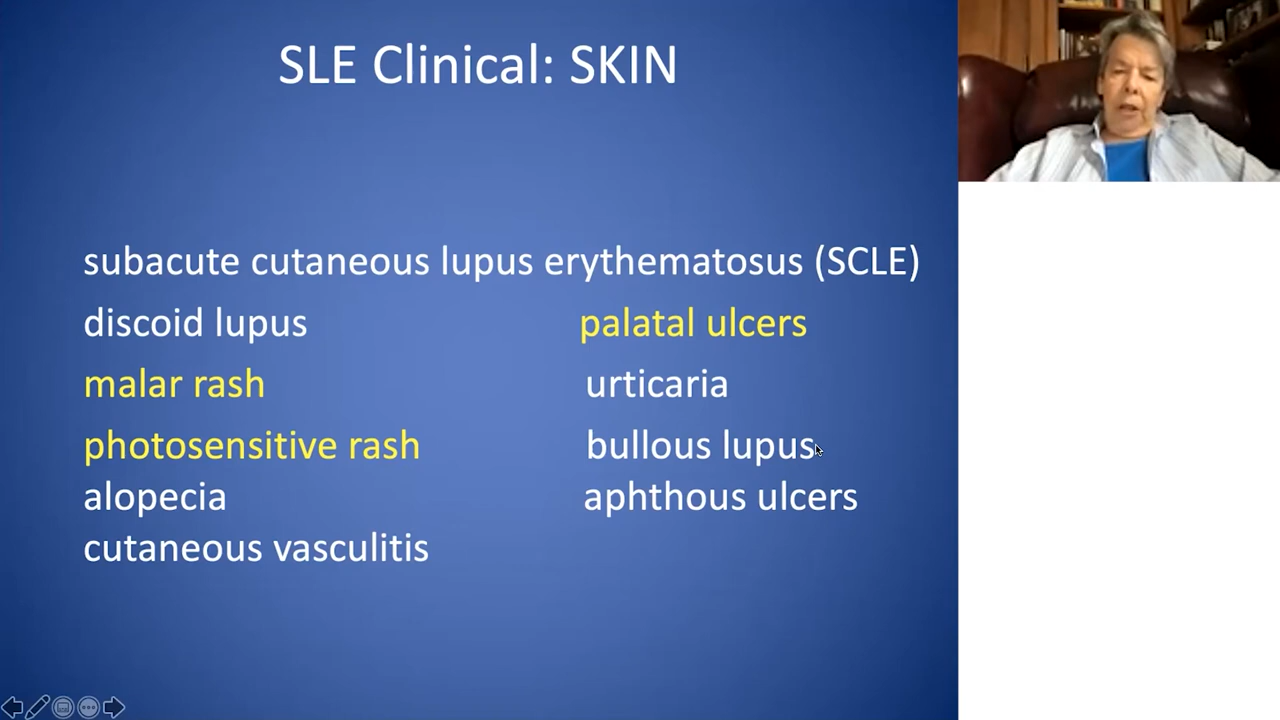 SLE Clinical: SKIN
subacute cutaneous lupus erythematosus (SCLE)
discoid lupus palatal ulcers
malar rash urticaria
photosensitive rash bullous lupus
alopecia aphthous ulcers
cutaneous vasculitis